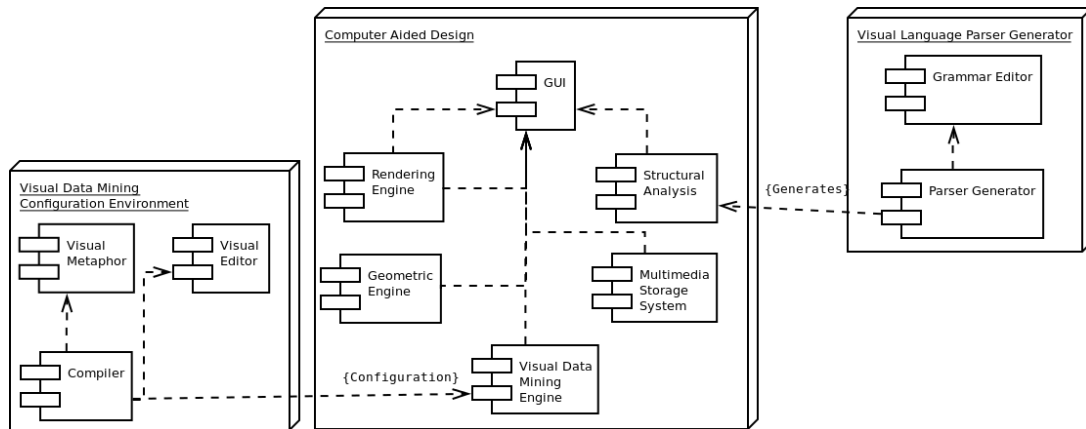 Visual Data Mining
Configuration Environment
Visual
Metaphor
Visual
Editor
Compiler
{Configuration}
Computer Aided Design
GUI
Rendering
Engine
Structural
Analysis
Geometric
Engine
Multimedia
Storage
System
Visual Data
Mining
Engine
{Generates}
Visual Language Parser Generator
Grammar Editor
Parser Generator